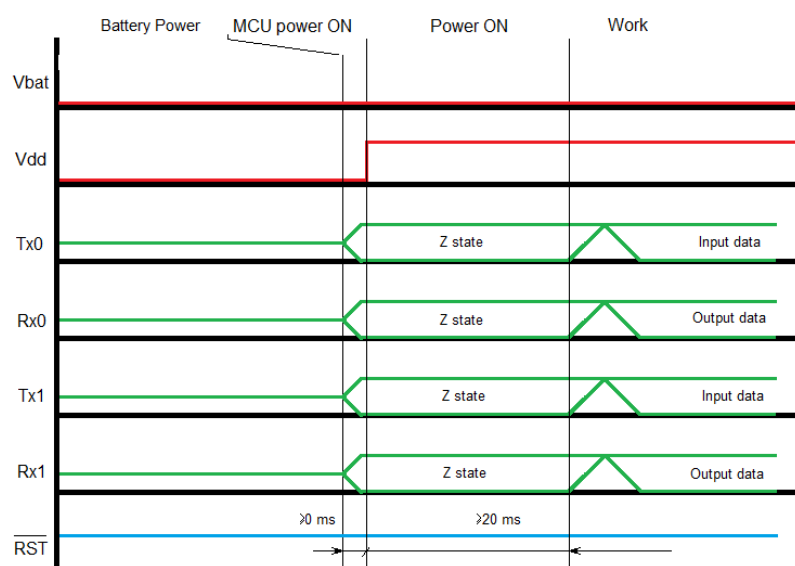 Battery Power MCU power ON Power ON Work
Vbat
Vdd
Tx0 Z state Input data
Rx0 Z state Output data
Tx1 Z state Input data
Rx1 Z state Output data
⩾0 ms ⩾20 ms
RST